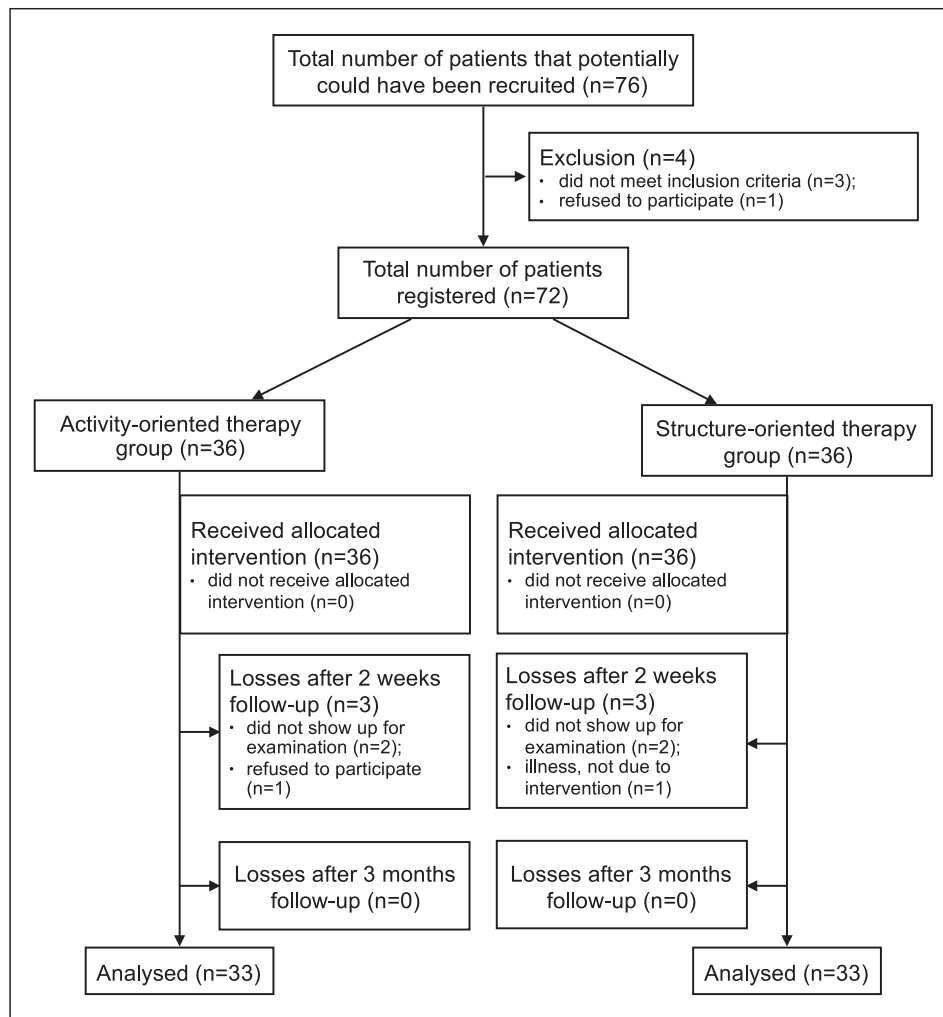 Total number of patients that potentially
could have been recruited (n=76)
Exclusion (n=4)
• did not meet inclusion criteria (n=3);
• refused to participate (n=1)
Total number of patients
registered (n=72)
Activity-oriented therapy
group (n=36)
Structure-oriented therapy
group (n=36)
Received allocated
intervention (n=36)
• did not receive allocated
intervention (n=0)
Received allocated
intervention (n=36)
• did not receive allocated
intervention (n=0)
Losses after 2 weeks
follow-up (n=3)
• did not show up for
examination (n=2);
• refused to participate
(n=1)
Losses after 2 weeks
follow-up (n=3)
• did not show up for
examination (n=2);
• illness, not due to
intervention (n=1)
Losses after 3 months
follow-up (n=0)
Losses after 3 months
follow-up (n=0)
Analysed (n=33)
Analysed (n=33)